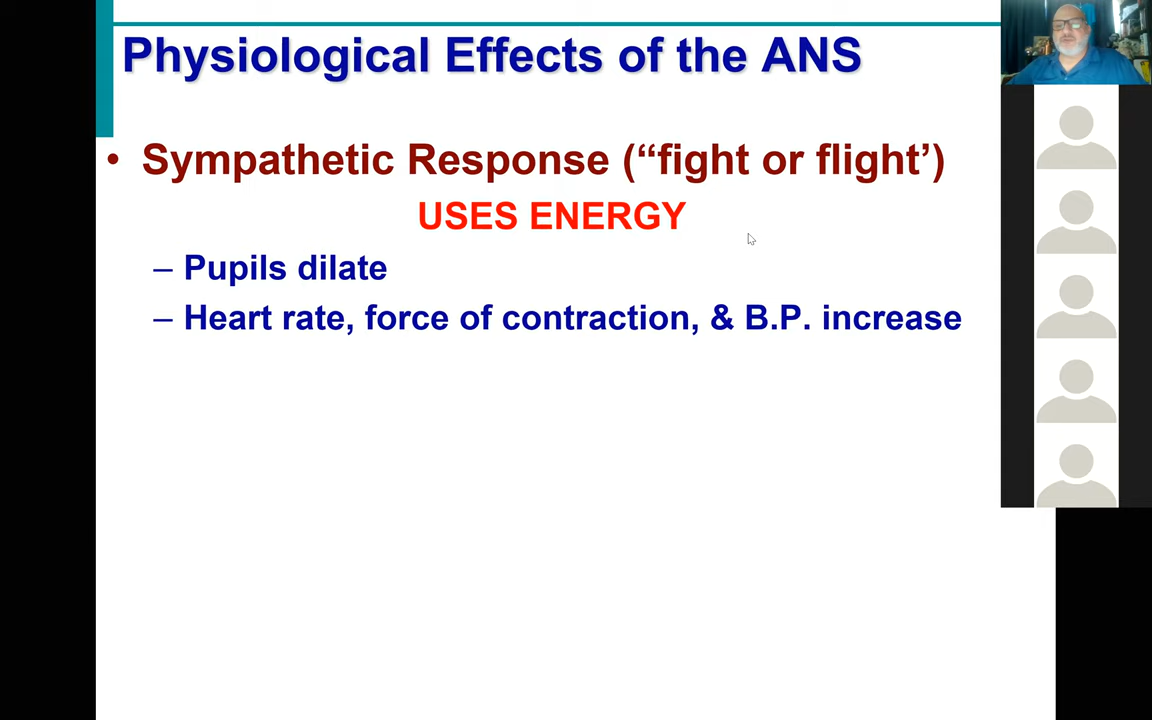 Physiological Effects of the ANS
• Sympathetic Response (“fight or flight’)
USES ENERGY
– Pupils dilate
– Heart rate, force of contraction, & B.P. increase